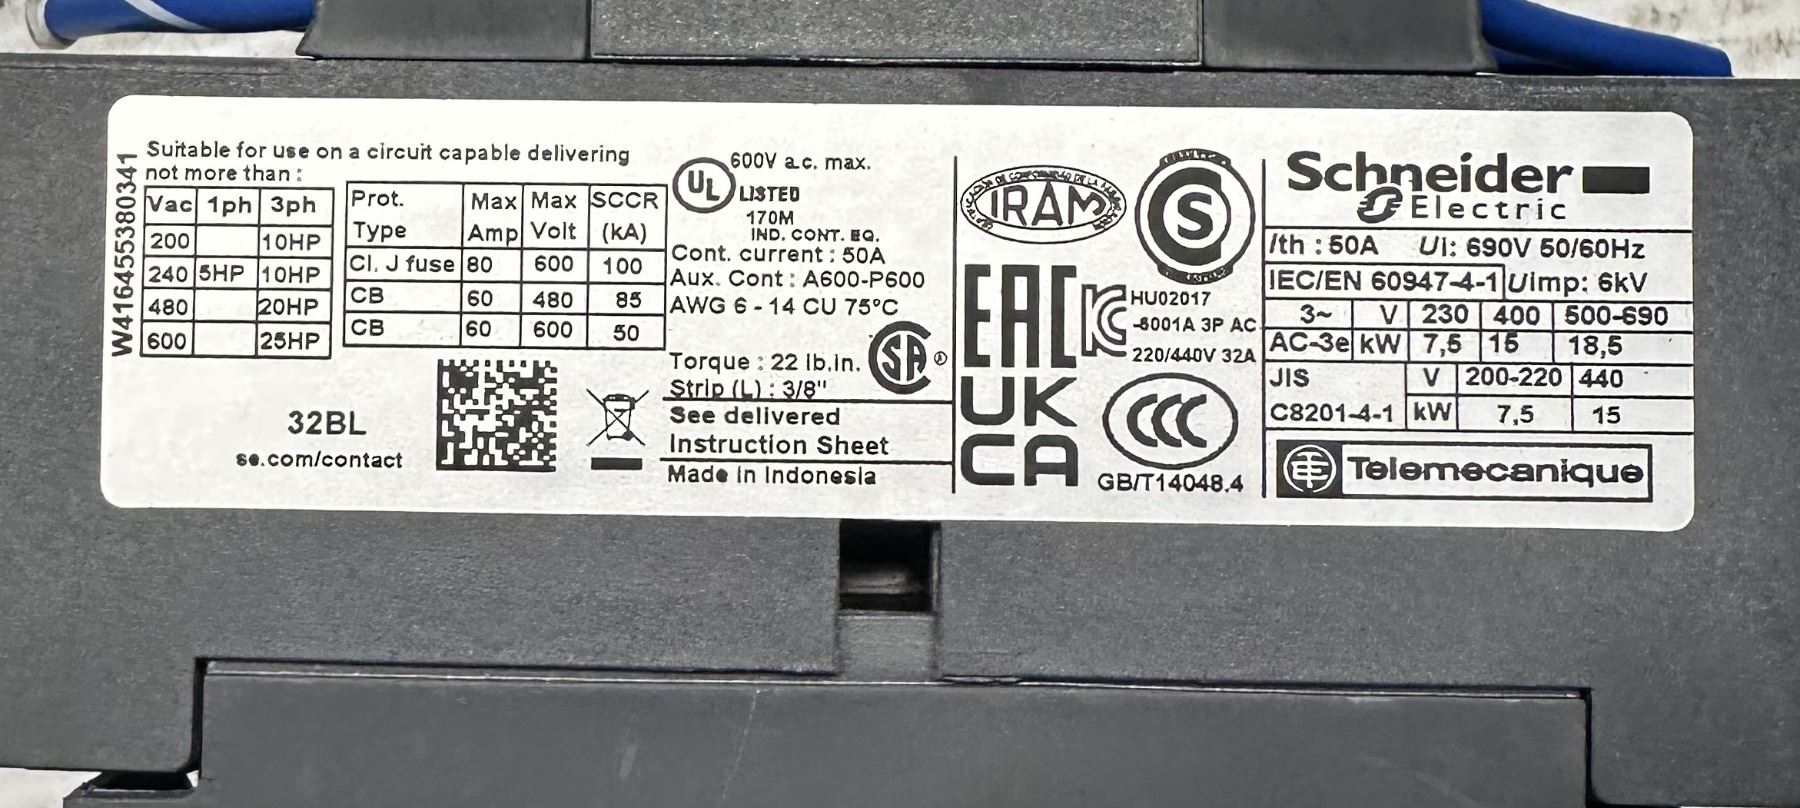 W41645538034 1
Suitable for use on a circuit capable delivering
not more than :
Vac 1ph 3ph
200 10HP
240 5HP 10HP
480 20HP
600 25HP
Prot. Type Max Amp Max Volt SCCR (kA)
Cl. J fuse 80 600 100
CB 60 480 85
CB 60 600 50
32BL
se.com/contact
UL
600V a.c. max.
LISTED
170M
IND. CONT. EQ.
Cont. current : 50A
Aux. Cont : A600-P600
AWG 6 - 14 CU 75°C
Torque : 22 lb.in.
Strip (L) : 3/8"
SA ®
See delivered
Instruction Sheet
Made in Indonesia
IRAM
S
EAC
KC
HU02017
-6001A 3P AC
220/440V 32A
UK
CA
CCC
GB/T14048.4
Schneider
Electric
Ith : 50A Ui: 690V 50/60Hz
IEC/EN 60947-4-1 Uimp: 6kV
3~ V 230 400 500-690
AC-3e kW 7,5 15 18,5
JIS V 200-220 440
C8201-4-1 kW 7,5 15
Telemecanique